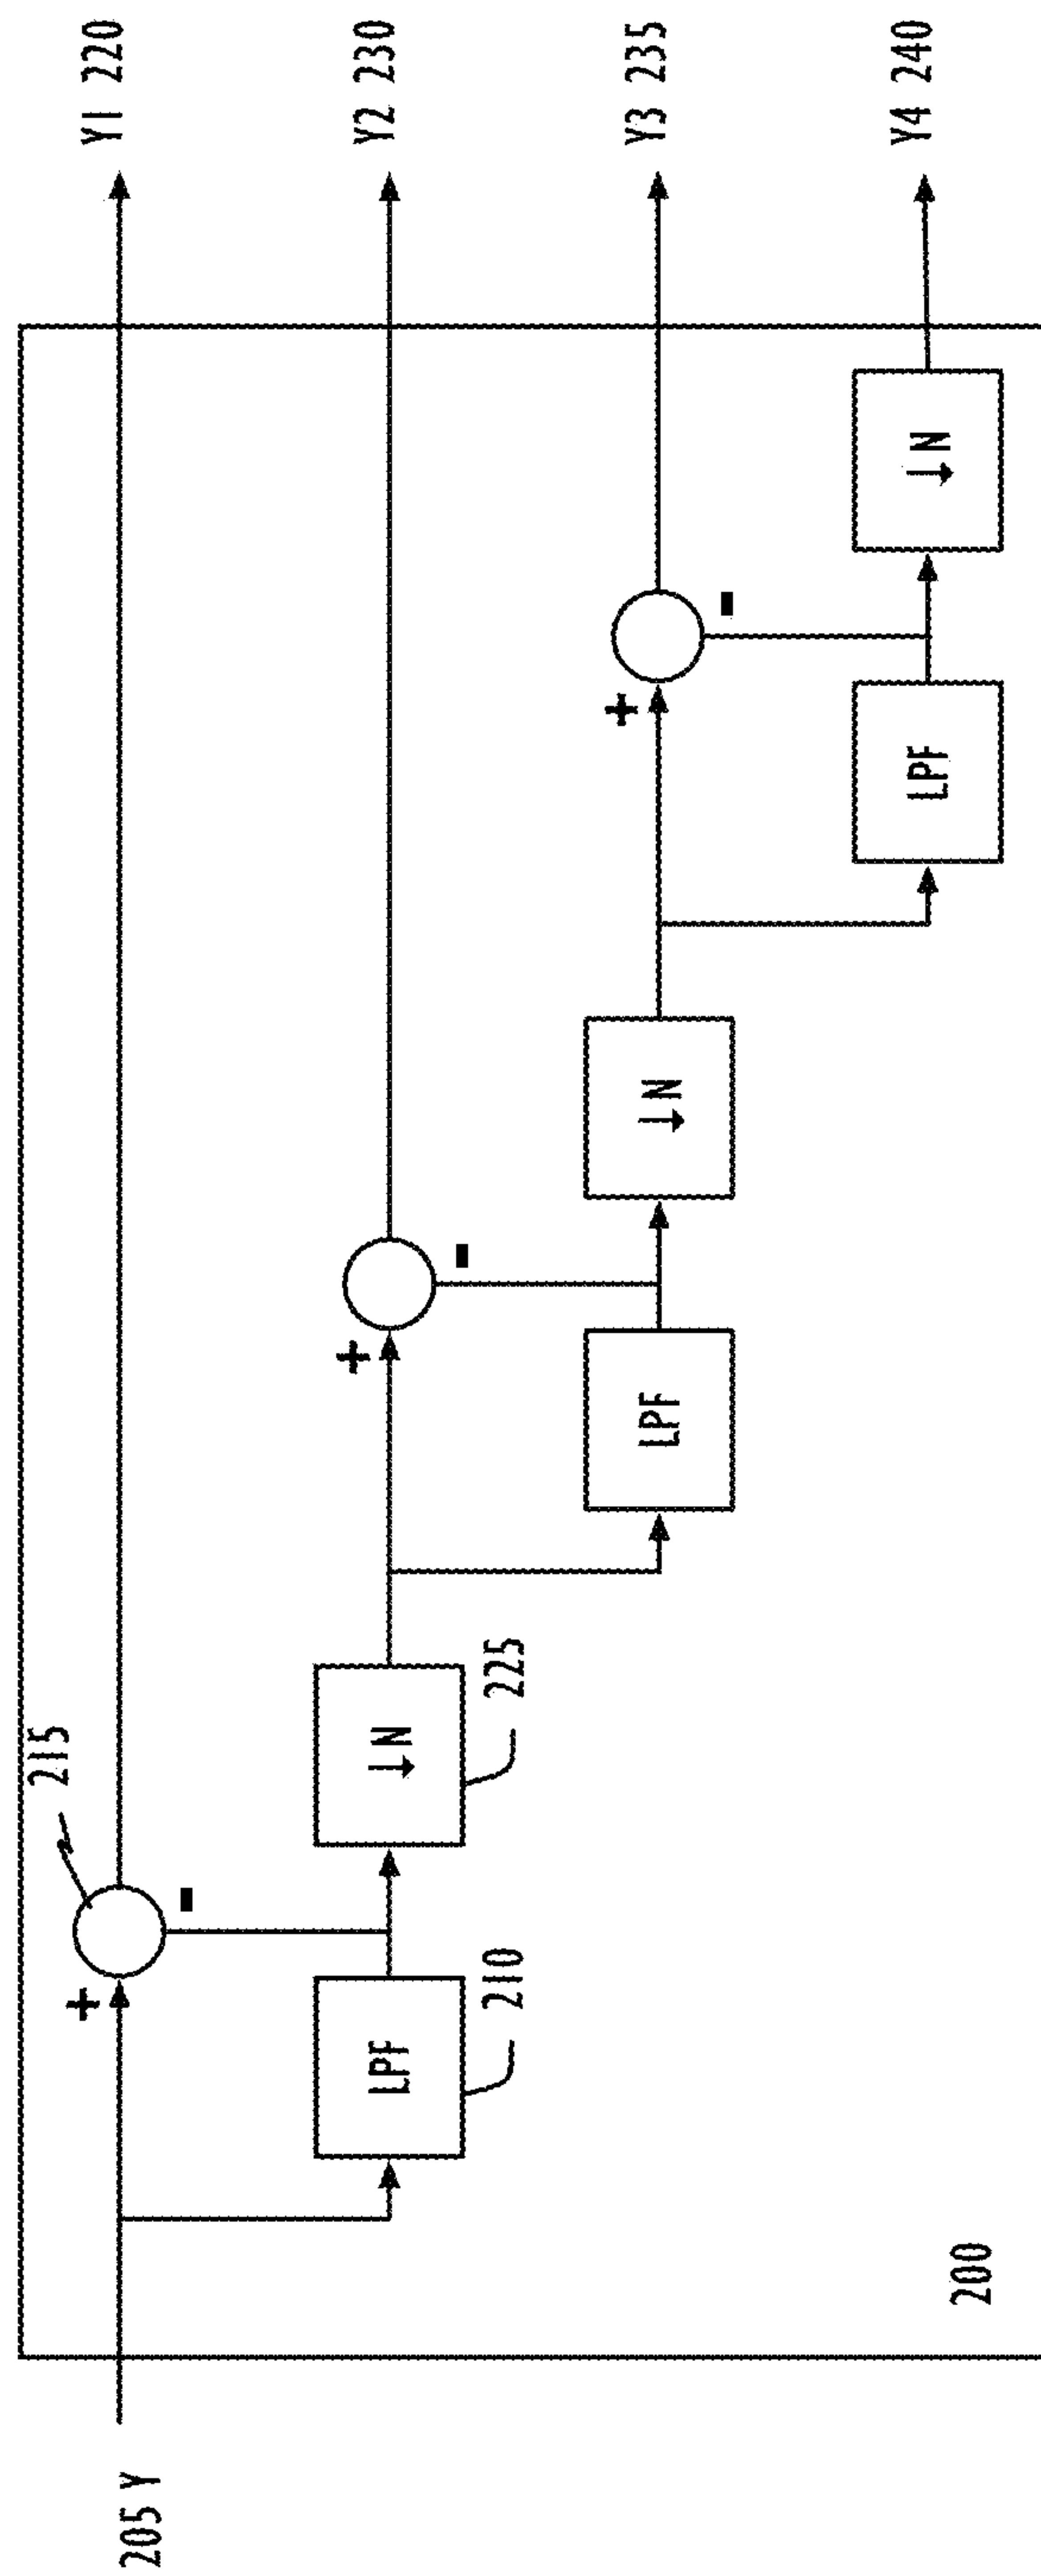 205 Y
200
LPF
210
215
+
-
↓N
225
LPF
+
-
↓N
LPF
+
-
↓N
Y1 220
Y2 230
Y3 235
Y4 240